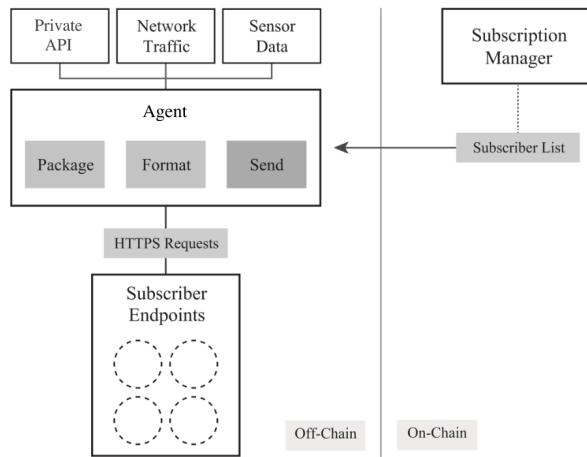 Private
API
Network
Traffic
Sensor
Data
Subscription
Manager
Agent
Package
Format
Send
Subscriber List
HTTPS Requests
Subscriber
Endpoints
Off-Chain
On-Chain